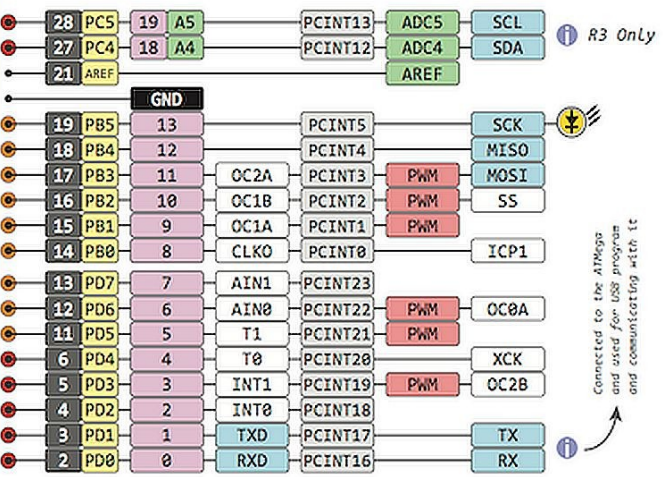 28 PC5 19 A5 PCINT13 ADC5 SCL
27 PC4 18 A4 PCINT12 ADC4 SDA
i R3 Only
21 AREF AREF
GND
19 PB5 13 PCINT5 SCK
18 PB4 12 PCINT4 MISO
17 PB3 11 OC2A PCINT3 PWM MOSI
16 PB2 10 OC1B PCINT2 PWM SS
15 PB1 9 OC1A PCINT1 PWM
14 PB0 8 CLKO PCINT0 ICP1
13 PD7 7 AIN1 PCINT23
12 PD6 6 AIN0 PCINT22 PWM OC0A
11 PD5 5 T1 PCINT21 PWM
6 PD4 4 T0 PCINT20 XCK
5 PD3 3 INT1 PCINT19 PWM OC2B
4 PD2 2 INT0 PCINT18
3 PD1 1 TXD PCINT17 TX
2 PD0 0 RXD PCINT16 RX
i
Connected to the ATMega
and used for USB program
and communicating with it